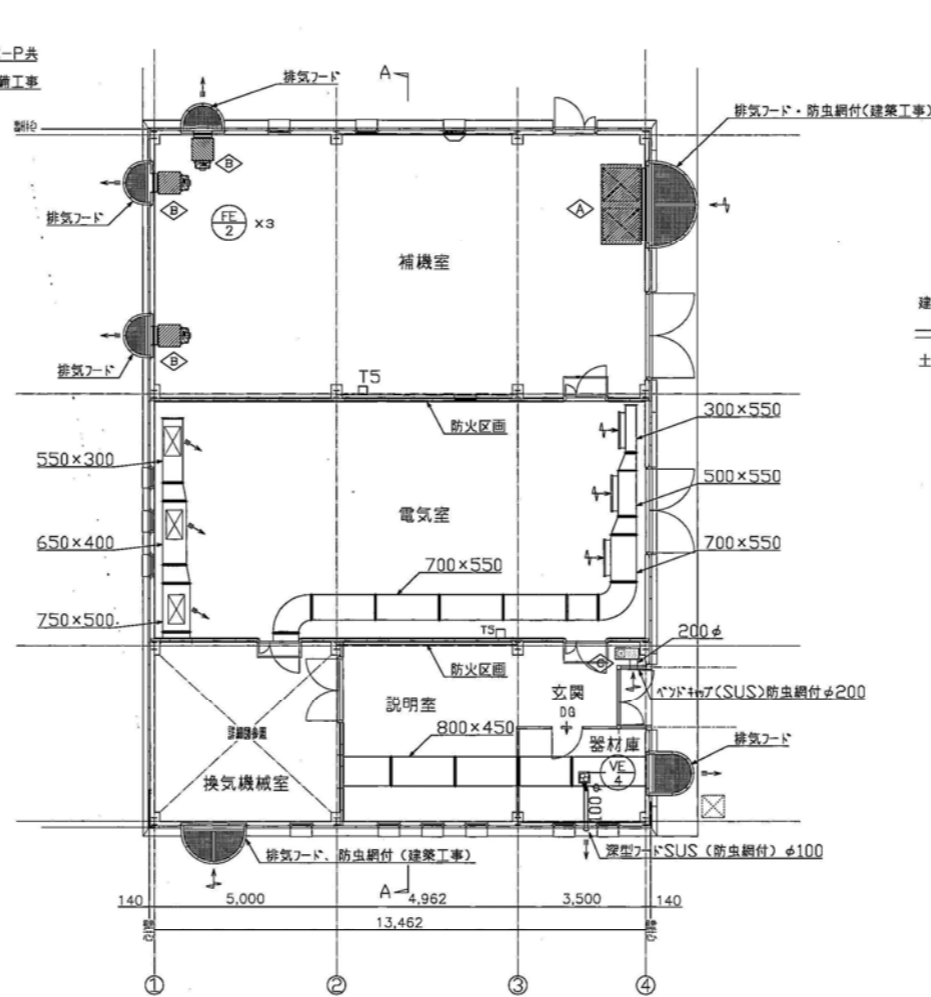 -P共
備工事
排気フード
A
排気フード・防虫網付(建築工事)
B
B
A
排気フード
FE
2
×3
補機室
建
土
B
排気フード
T5
防火区画
300×550
550×300
500×550
電気室
650×400
700×550
700×550
750×500
T5
200φ
防火区画
C
ベンドキャップ(SUS)防虫網付φ200
説明室
玄関
DG
800×450
器材庫
排気フード
換気機械室
VE
4
100φ
排気フード、防虫網付(建築工事)
深型フードSUS(防虫網付)φ100
A
140
5,000
4,962
3,500
140
13,462
①
②
③
④